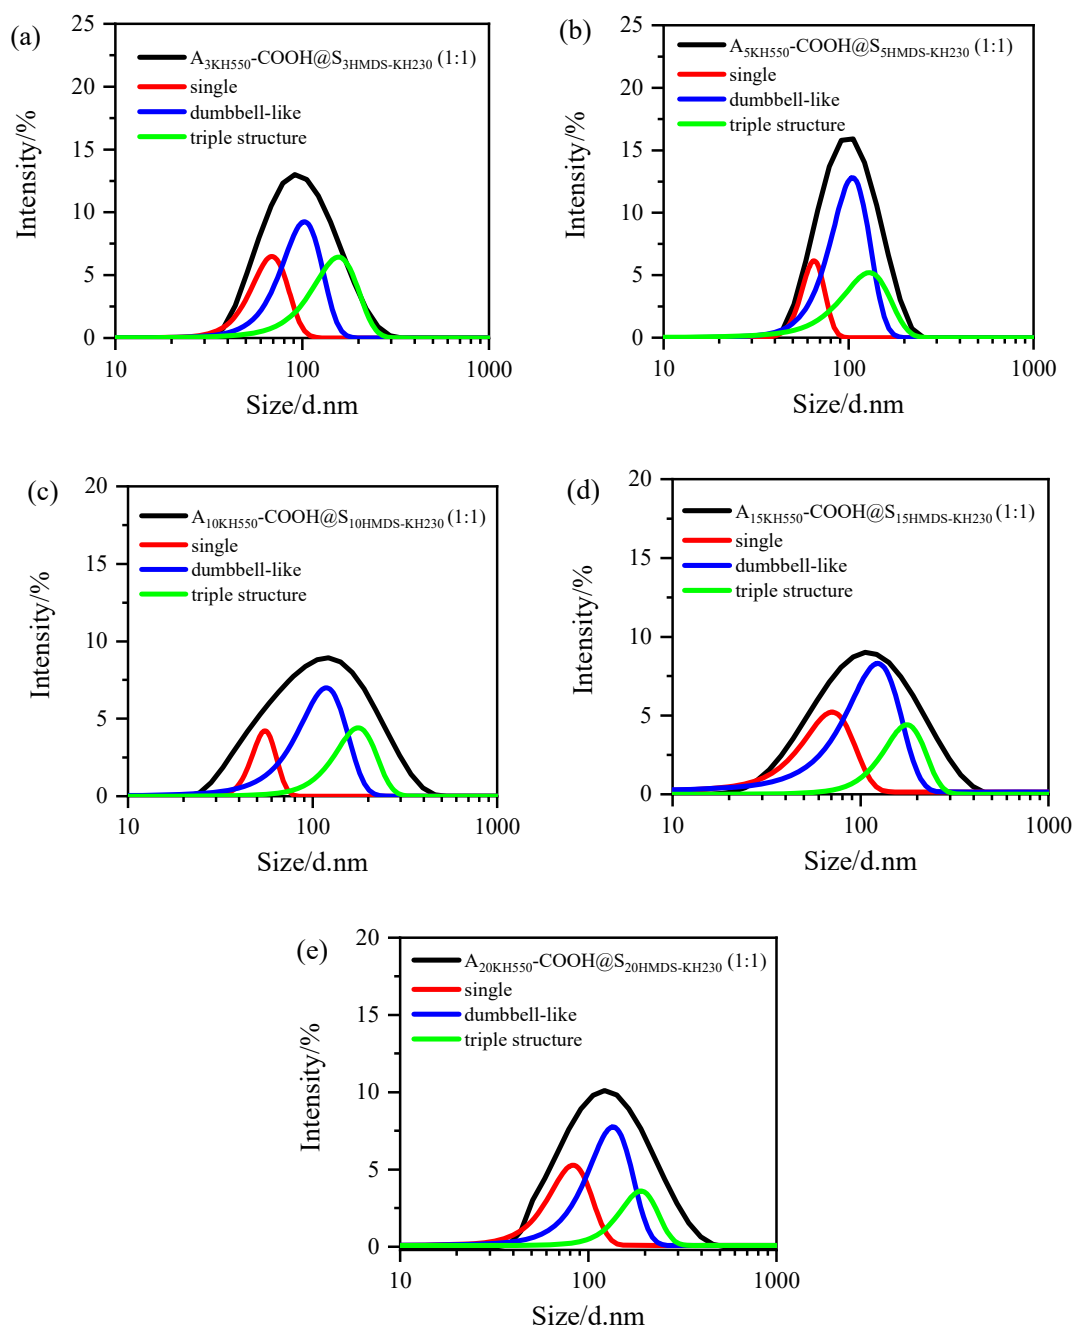 (a)
25
20
15
10
5
0
Intensity/%
A3KH550-COOH@S3HMDS-KH230 (1:1)
single
dumbbell-like
triple structure
10
100
1000
Size/d.nm
(b)
25
20
15
10
5
0
Intensity/%
A5KH550-COOH@S5HMDS-KH230 (1:1)
single
dumbbell-like
triple structure
10
100
1000
Size/d.nm
(c)
20
15
10
5
0
Intensity/%
A10KH550-COOH@S10HMDS-KH230 (1:1)
single
dumbbell-like
triple structure
10
100
1000
Size/d.nm
(d)
20
15
10
5
0
Intensity/%
A15KH550-COOH@S15HMDS-KH230 (1:1)
single
dumbbell-like
triple structure
10
100
1000
Size/d.nm
(e)
20
15
10
5
0
Intensity/%
A20KH550-COOH@S20HMDS-KH230 (1:1)
single
dumbbell-like
triple structure
10
100
1000
Size/d.nm